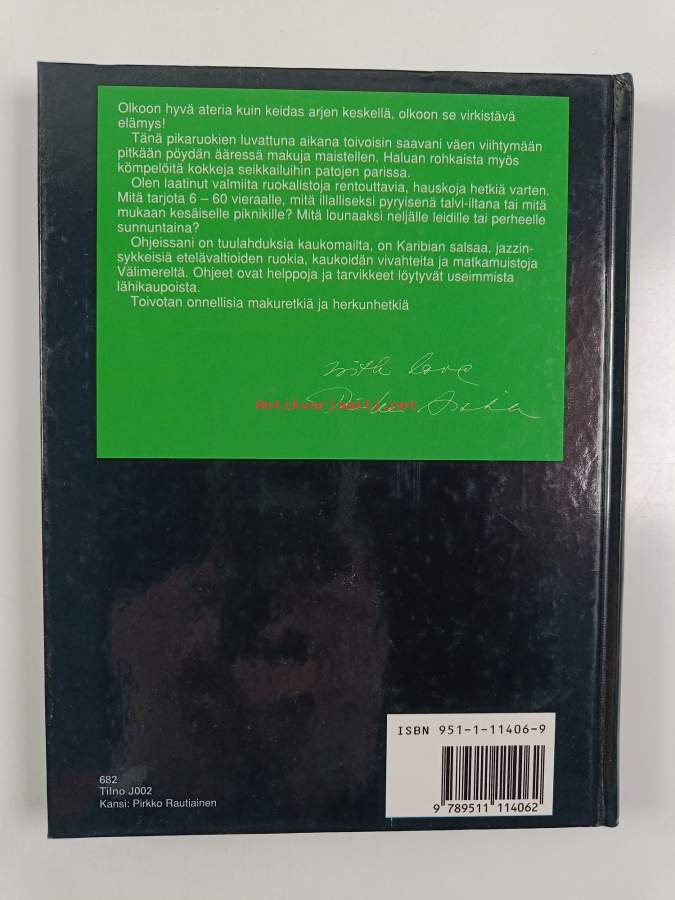 Olkoon hyvä ateria kuin keidas arjen keskellä, olkoon se virkistävä
elämys!
Tänä pikaruokien luvattuna aikana toivoisin saavani väen viihtymään
pitkään pöydän ääressä makuja maistellen. Haluan rohkaista myös
kömpelöitä kokkeja seikkailuihin patojen parissa.
Olen laatinut valmiita ruokalistoja rentouttavia, hauskoja hetkiä varten.
Mitä tarjota 6 – 60 vieraalle, mitä illalliseksi pyryisenä talvi-iltana tai mitä
mukaan kesäiselle piknikille? Mitä lounaaksi neljälle leidille tai perheelle
sunnuntaina?
Ohjeissani on tuulahduksia kaukomailta, on Karibian salsaa, jazzin-
sykkeisiä etelävaltioiden ruokia, kaukoidän vivahteita ja matkamuistoja
Välimereltä. Ohjeet ovat helppoja ja tarvikkeet löytyvät useimmista
lähikaupoista.
Toivotan onnellisia makuretkiä ja herkunhetkiä
with love
Antikvariaatti.net
ISBN 951-1-11406-9
9 789511 114062
682
Tilno J002
Kansi: Pirkko Rautiainen